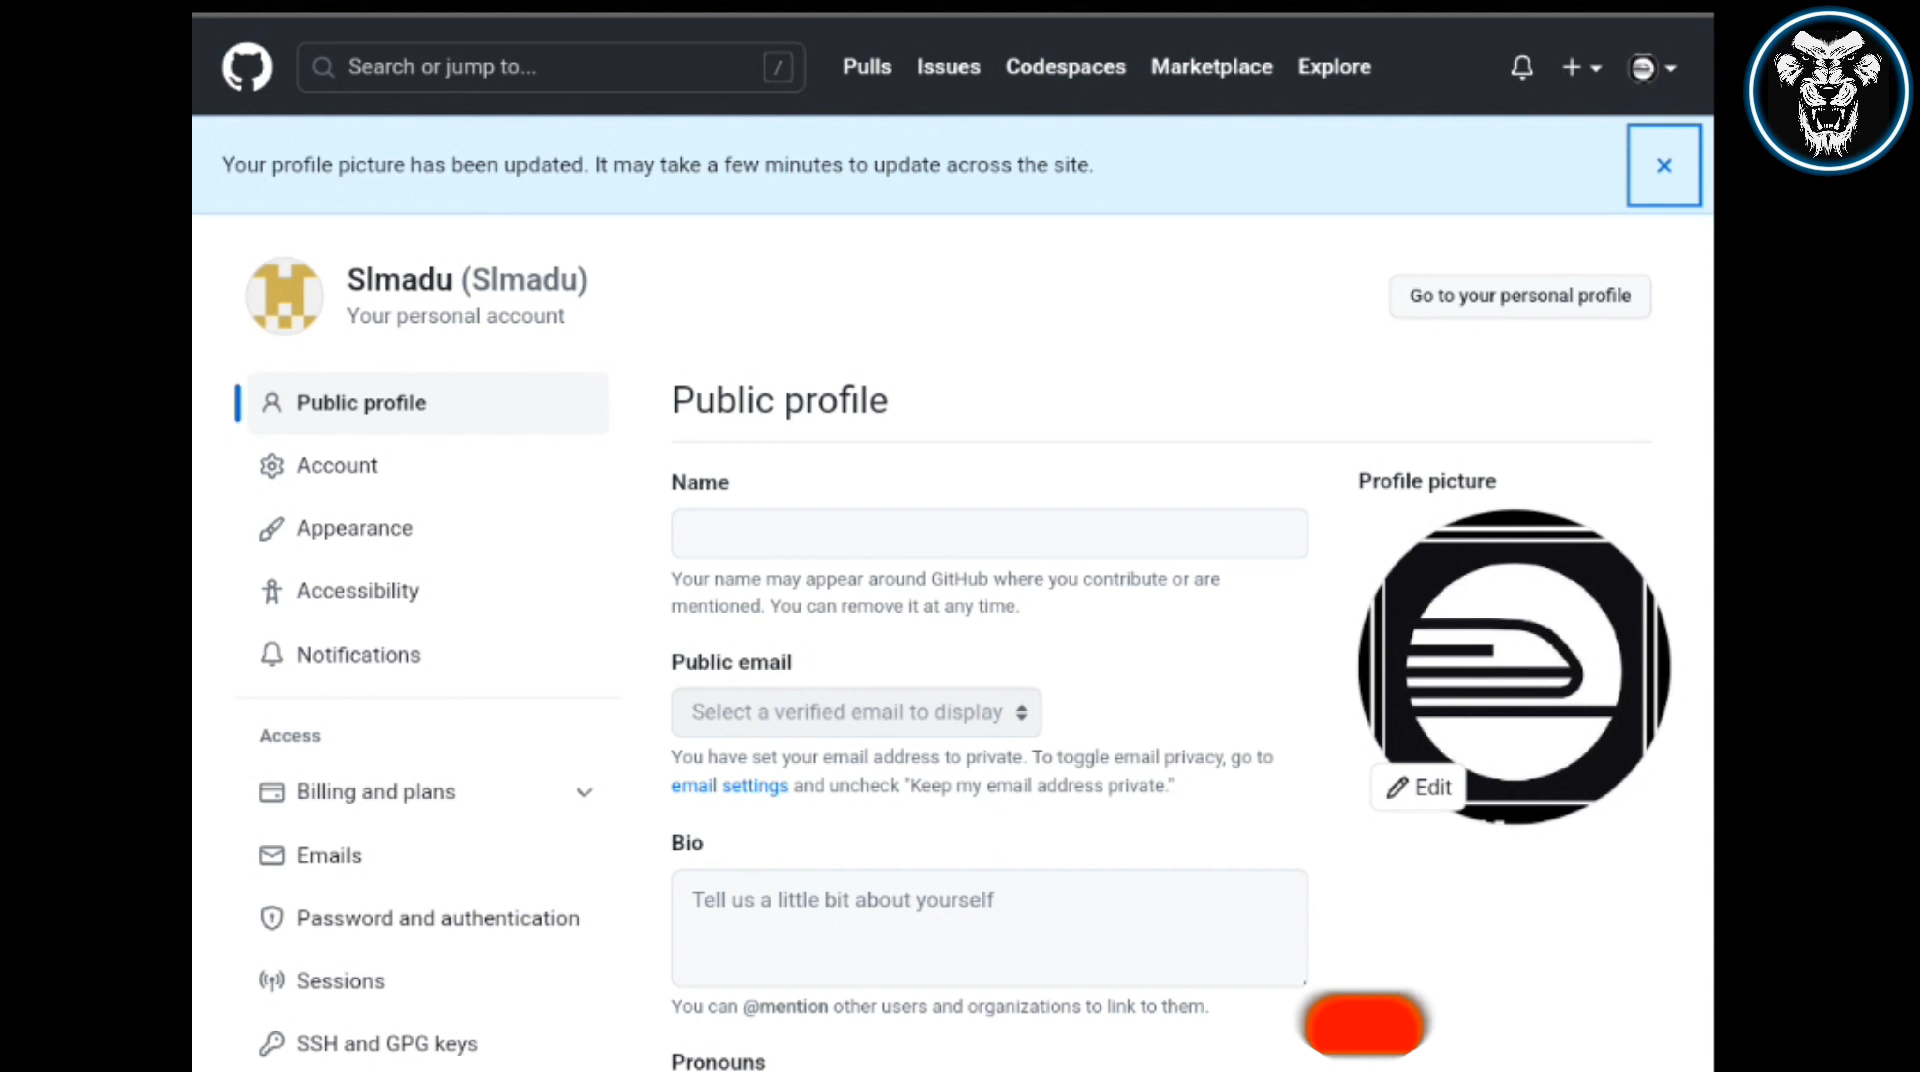 Search or jump to...
/
Pulls
Issues
Codespaces
Marketplace
Explore
Your profile picture has been updated. It may take a few minutes to update across the site.
Slmadu (Slmadu)
Your personal account
Go to your personal profile
Public profile
Account
Appearance
Accessibility
Notifications
Access
Billing and plans
Emails
Password and authentication
Sessions
SSH and GPG keys
Public profile
Name
Your name may appear around GitHub where you contribute or are
mentioned. You can remove it at any time.
Public email
Select a verified email to display
You have set your email address to private. To toggle email privacy, go to
email settings and uncheck "Keep my email address private."
Bio
Tell us a little bit about yourself
You can @mention other users and organizations to link to them.
Pronouns
Profile picture
Edit